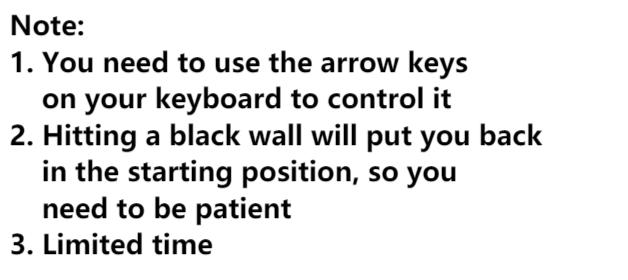 Note:
1. You need to use the arrow keys
on your keyboard to control it
2. Hitting a black wall will put you back
in the starting position, so you
need to be patient
3. Limited time